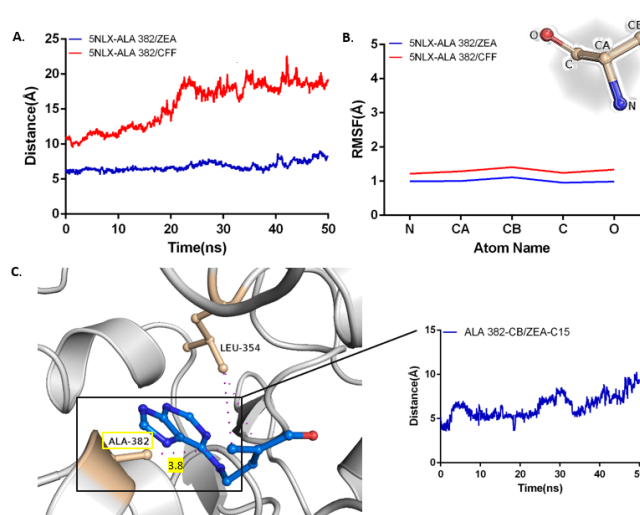 A.
5NLX-ALA 382/ZEA
5NLX-ALA 382/CFF
Distance(Å)
25
20
15
10
5
0
0 10 20 30 40 50
Time(ns)
B.
5NLX-ALA 382/ZEA
5NLX-ALA 382/CFF
RMSF(Å)
5
4
3
2
1
0
N CA CB C O
Atom Name
O
C
CA
CB
N
C.
LEU-354
ALA-382
3.8
ALA 382-CB/ZEA-C15
Distance(Å)
15
10
5
0
0 10 20 30 40 50
Time(ns)